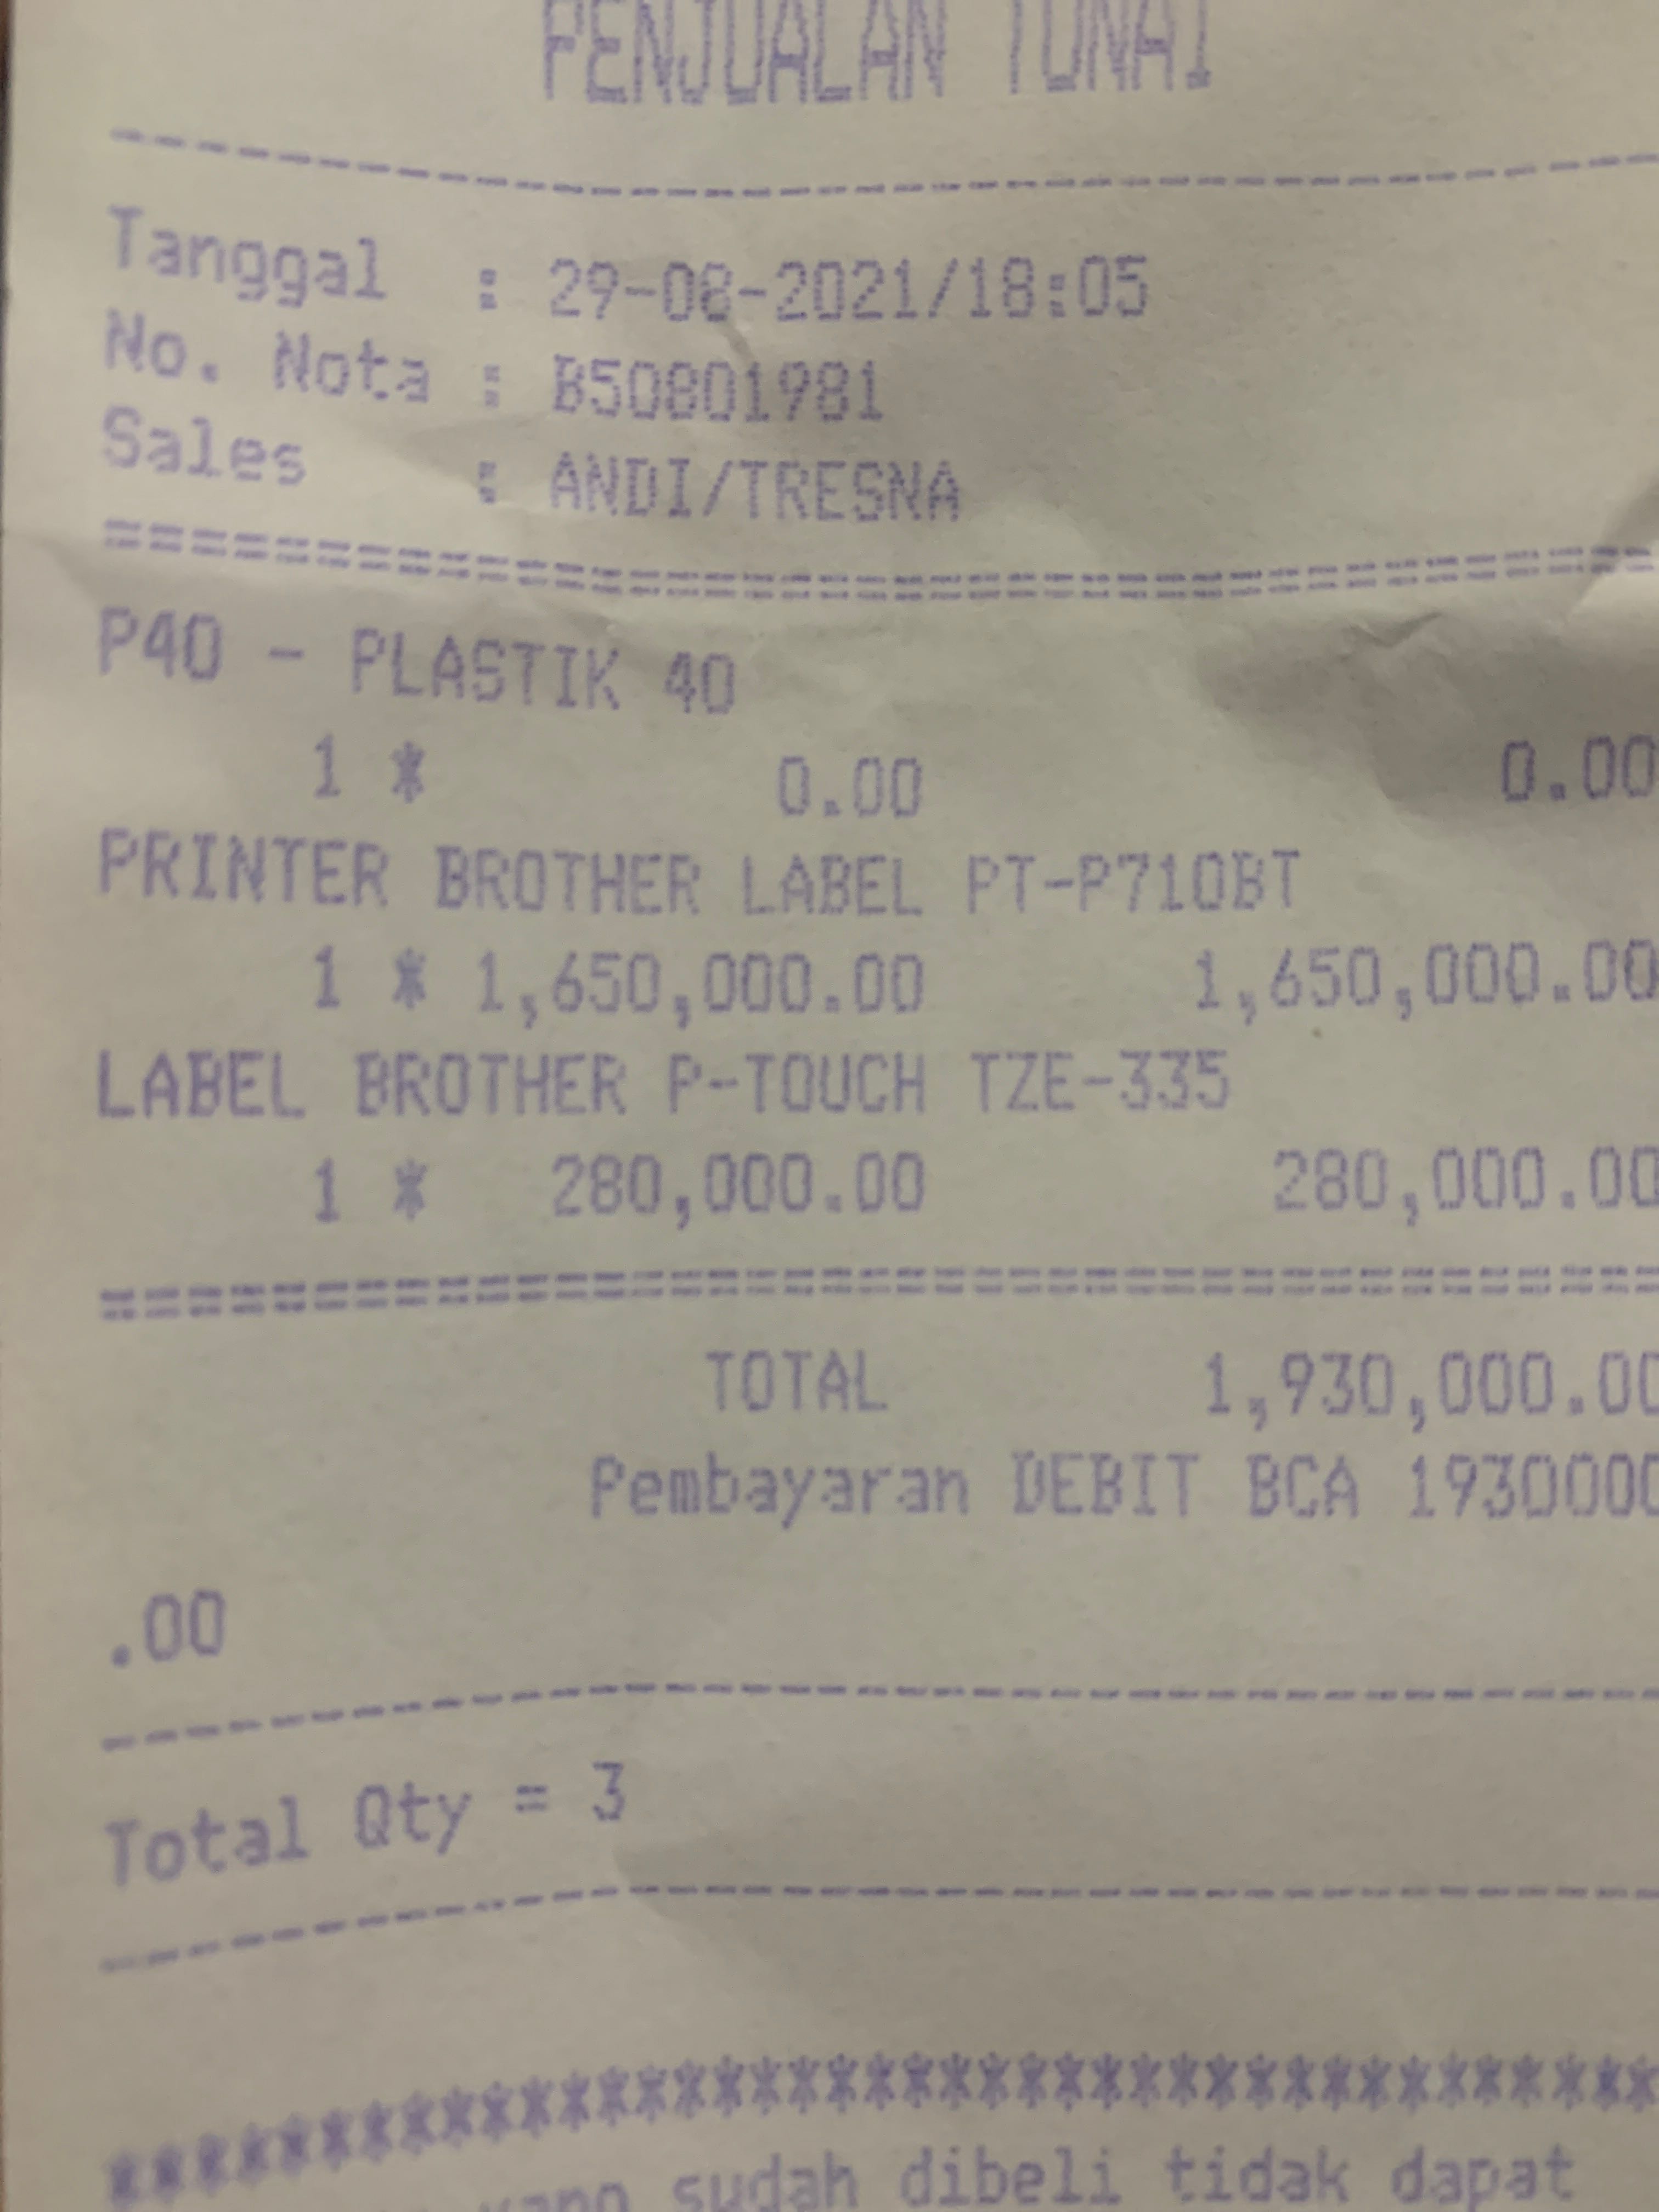 PENJUALAN TUNAI
Tanggal : 29-08-2021/18:05
No. Nota : B50801981
Sales : ANDI/TRESNA
P40 - PLASTIK 40
1 * 0.00 0.00
PRINTER BROTHER LABEL PT-P710BT
1 * 1,650,000.00 1,650,000.00
LABEL BROTHER P-TOUCH TZE-335
1 * 280,000.00 280,000.00
TOTAL 1,930,000.00
Pembayaran DEBIT BCA 1930000
.00
Total Qty = 3
yang sudah dibeli tidak dapat